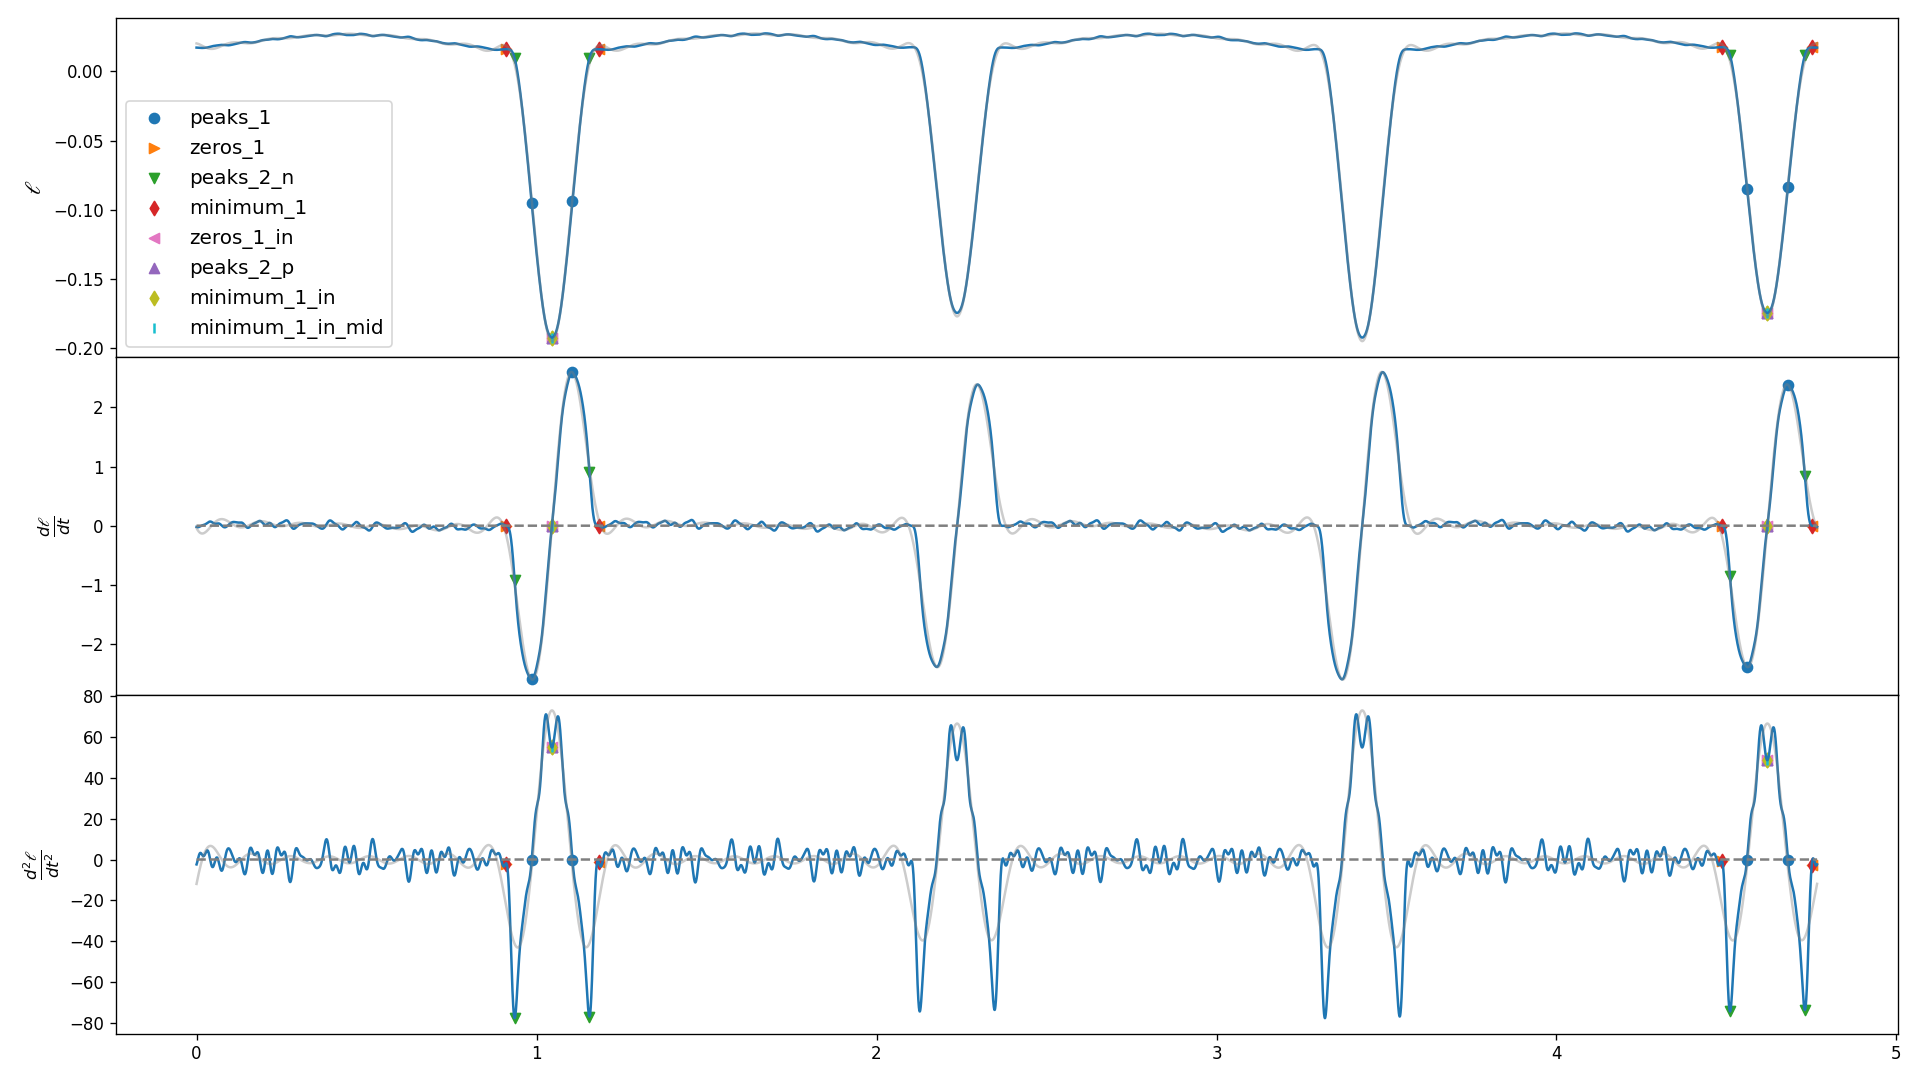 0.00
−0.05
−0.10
−0.15
−0.20
ℓ
peaks_1
zeros_1
peaks_2_n
minimum_1
zeros_1_in
peaks_2_p
minimum_1_in
minimum_1_in_mid
2
1
0
−1
−2
dℓ
dt
80
60
40
20
0
−20
−40
−60
−80
d²ℓ
dt²
0 1 2 3 4 5